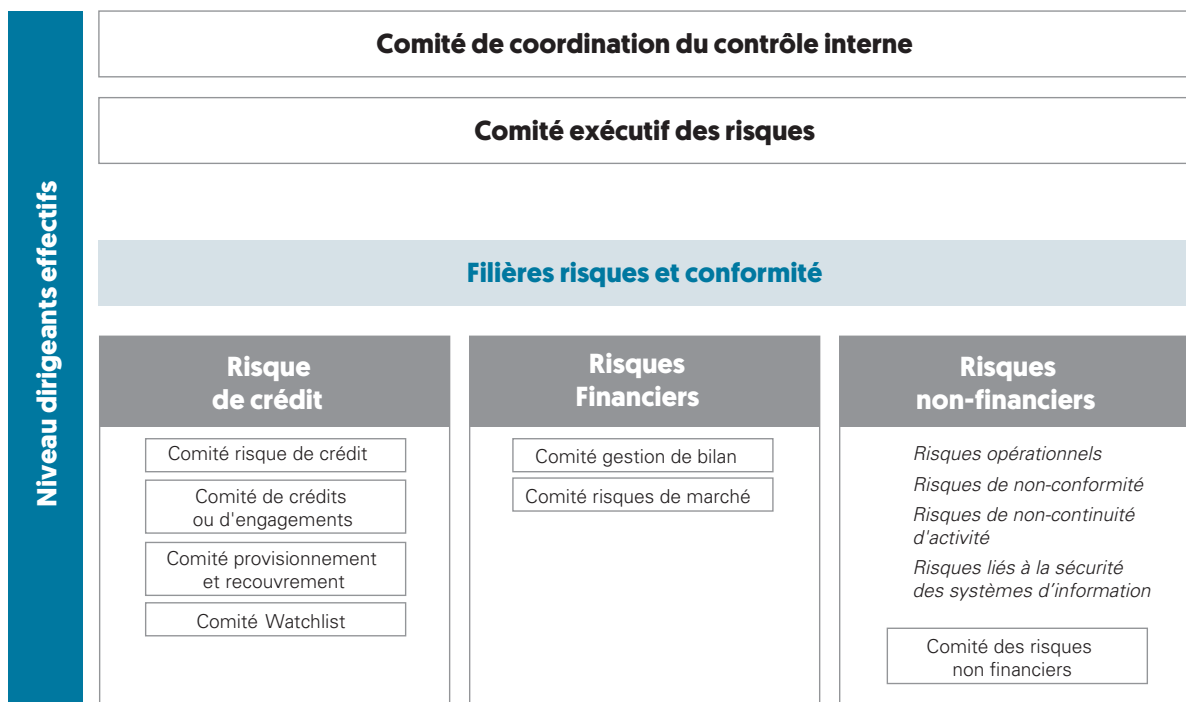 Niveau dirigeants effectifs
Comité de coordination du contrôle interne
Comité exécutif des risques
Filières risques et conformité
Risque
de crédit
Comité risque de crédit
Comité de crédits
ou d'engagements
Comité provisionnement
et recouvrement
Comité Watchlist
Risques
Financiers
Comité gestion de bilan
Comité risques de marché
Risques
non-financiers
Risques opérationnels
Risques de non-conformité
Risques de non-continuité
d'activité
Risques liés à la sécurité
des systèmes d’information
Comité des risques
non financiers